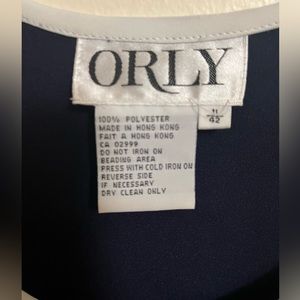 ORLY
11
42
100% POLYESTER
MADE IN HONG KONG
FAIT A HONG KONG
CA 02999
DO NOT IRON ON
BEADING AREA
PRESS WITH COLD IRON ON
REVERSE SIDE
IF NECESSARY
DRY CLEAN ONLY